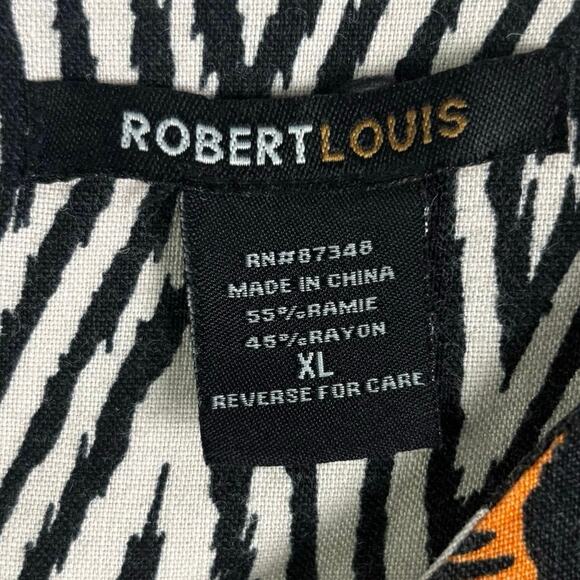 ROBERTLOUIS
RN#87348
MADE IN CHINA
55%RAMIE
45%RAYON
XL
REVERSE FOR CARE